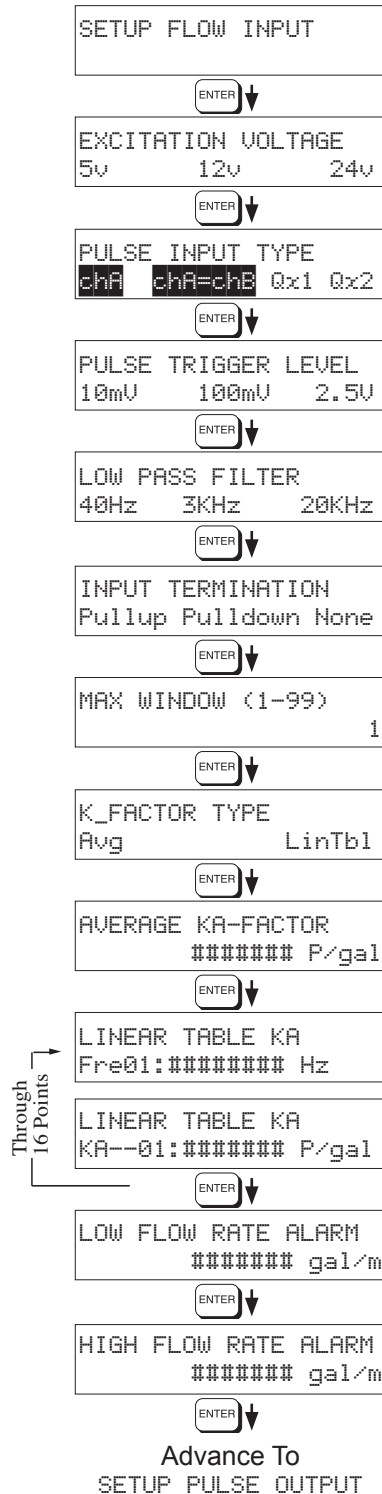 SETUP FLOW INPUT
ENTER
EXCITATION VOLTAGE
5v 12v 24v
ENTER
PULSE INPUT TYPE
chA chA=chB Qx1 Qx2
ENTER
PULSE TRIGGER LEVEL
10mV 100mV 2.5V
ENTER
LOW PASS FILTER
40Hz 3KHz 20KHz
ENTER
INPUT TERMINATION
Pullup Pulldown None
ENTER
MAX WINDOW (1-99)
1
ENTER
K_FACTOR TYPE
Avg LinTbl
ENTER
AVERAGE KA-FACTOR
####### P/gal
ENTER
LINEAR TABLE KA
Fre01:######## Hz
Through
16 Points
LINEAR TABLE KA
KA--01:####### P/gal
ENTER
LOW FLOW RATE ALARM
####### gal/m
ENTER
HIGH FLOW RATE ALARM
####### gal/m
ENTER
Advance To
SETUP PULSE OUTPUT